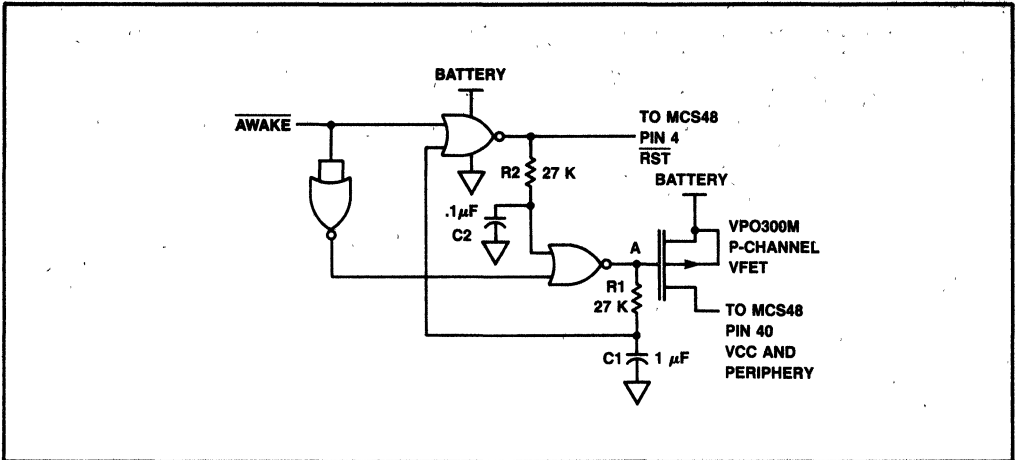 BATTERY
AWAKE
TO MCS48
PIN 4
RST
R2 27 K
BATTERY
.1µF
C2
VPO300M
P-CHANNEL
VFET
A
R1
27 K
TO MCS48
PIN 40
VCC AND
PERIPHERY
C1 1 µF